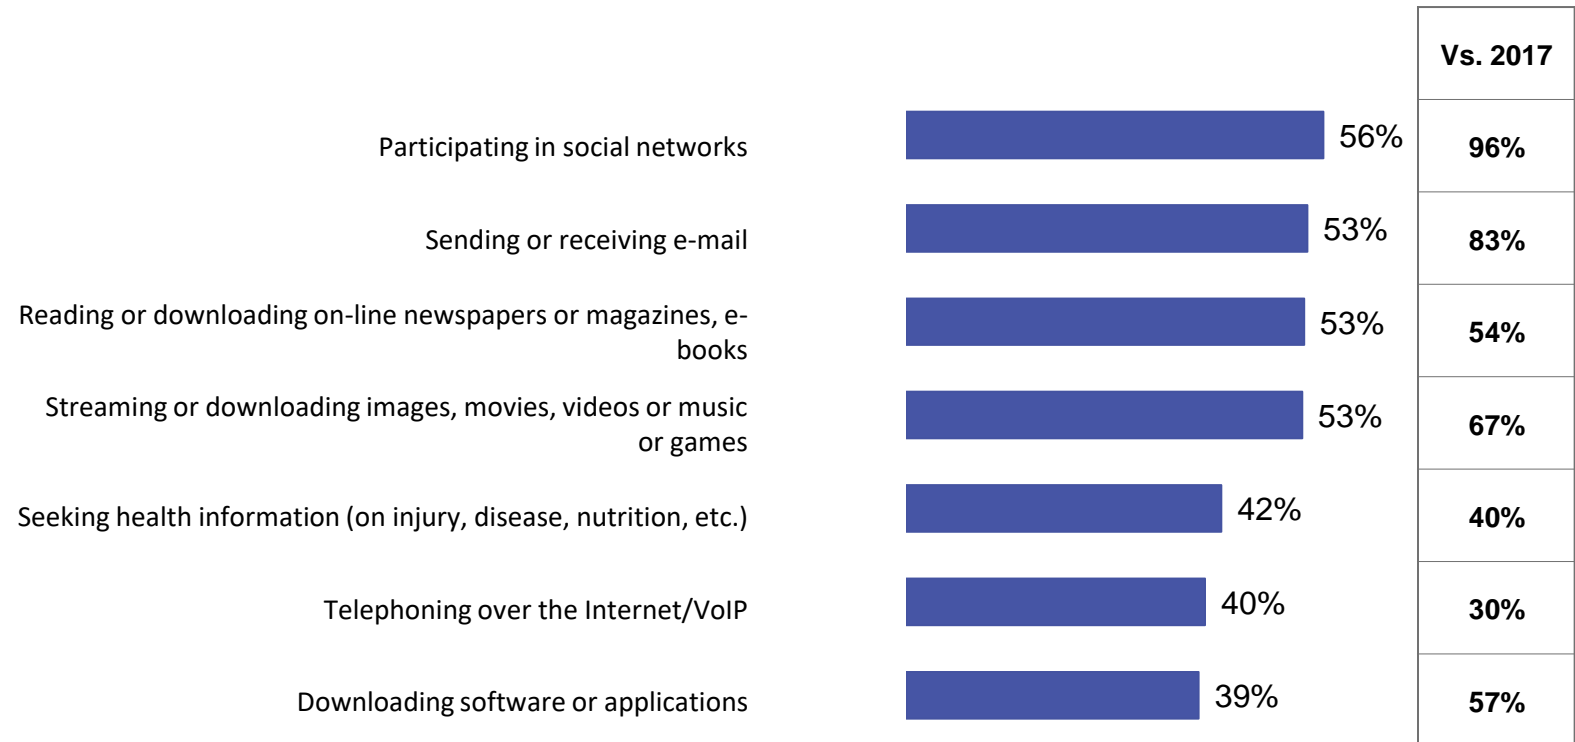 Vs. 2017
Participating in social networks 56% 96%
Sending or receiving e-mail 53% 83%
Reading or downloading on-line newspapers or magazines, e-
books 53% 54%
Streaming or downloading images, movies, videos or music
or games 53% 67%
Seeking health information (on injury, disease, nutrition, etc.) 42% 40%
Telephoning over the Internet/VoIP 40% 30%
Downloading software or applications 39% 57%